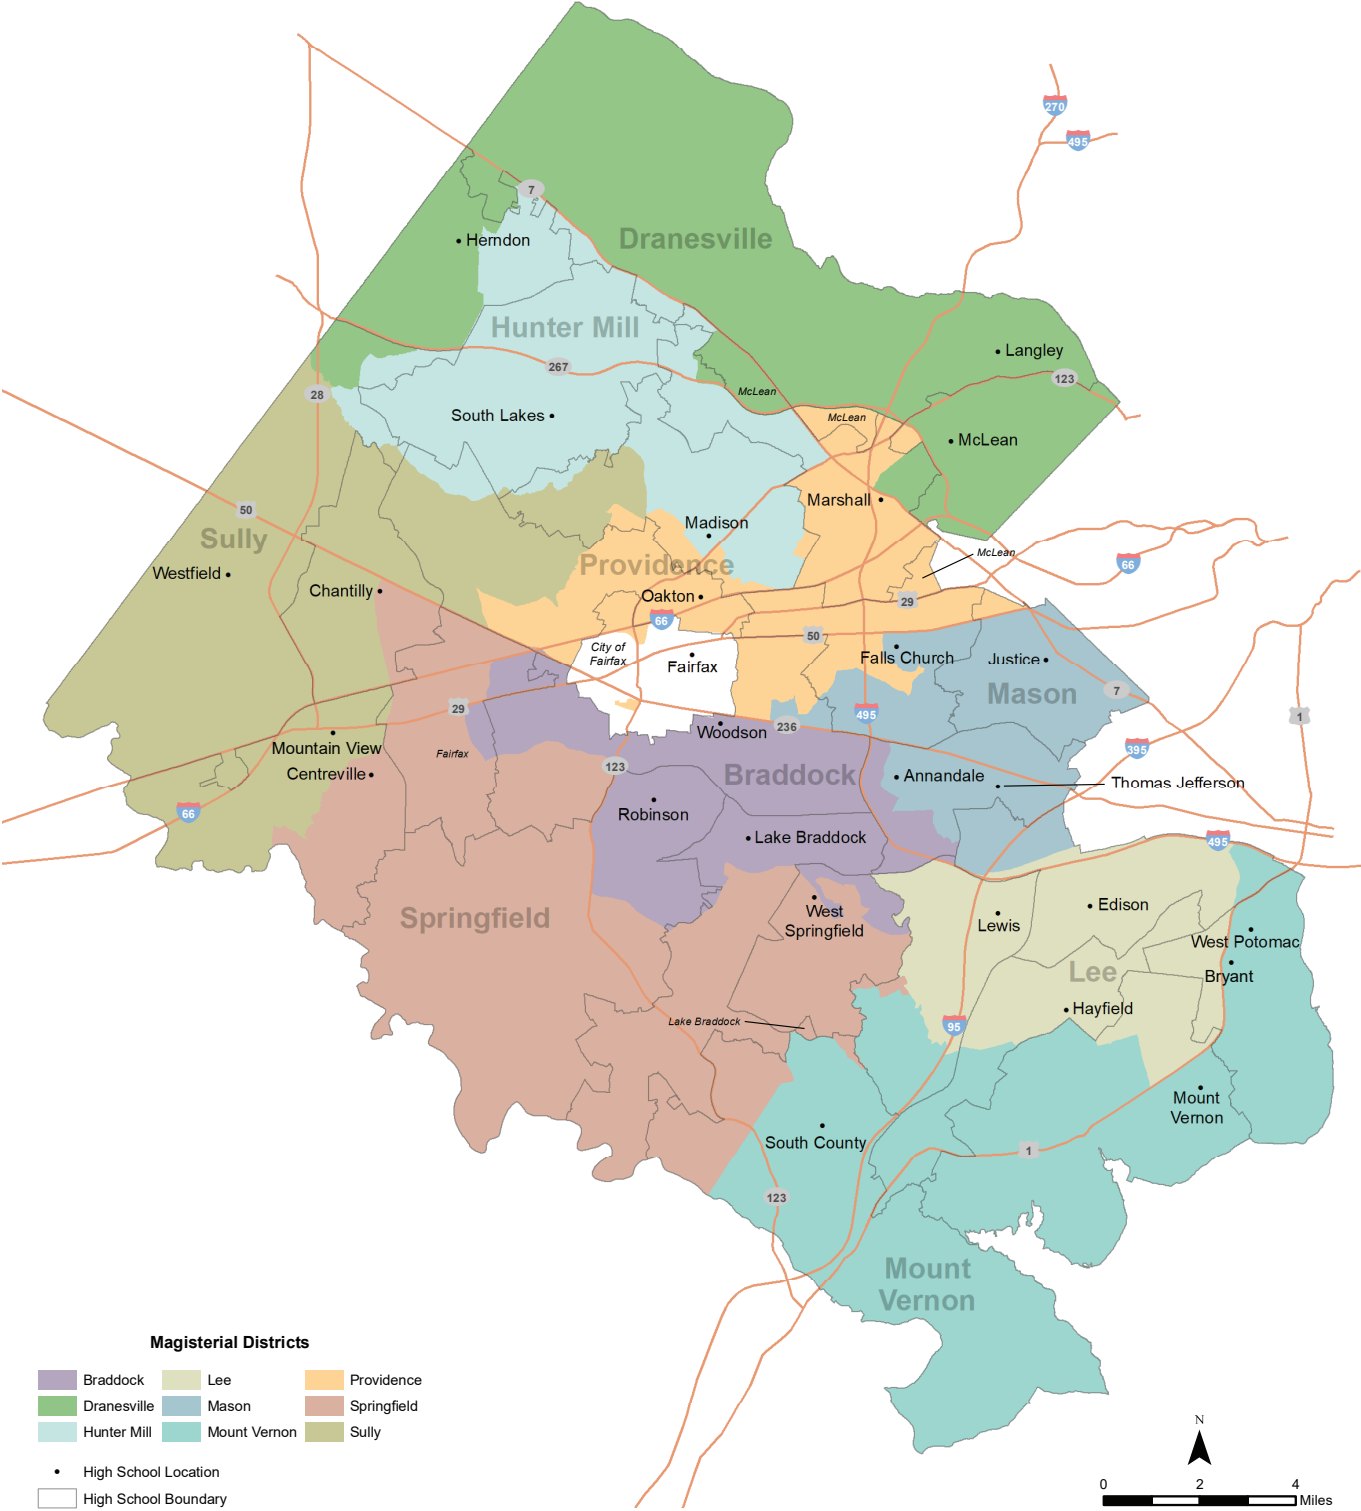 270
495
7
Herndon
Dranesville
Hunter Mill
Langley
267
123
McLean
28
McLean
South Lakes
McLean
Marshall
50
Sully
Madison
McLean
Providence
66
Westfield
Chantilly
Oakton
29
66
50
City of
Fairfax
Fairfax
Falls Church
Justice
Mason
7
29
495
1
236
Woodson
Mountain View
Fairfax
395
123
Braddock
Centreville
Annandale
Thomas Jefferson
Robinson
66
Lake Braddock
495
Springfield
West
Springfield
Lewis
Edison
West Potomac
Lee
Bryant
Hayfield
Lake Braddock
95
Mount
Vernon
South County
1
123
Mount
Vernon
Magisterial Districts
Braddock
Lee
Providence
Dranesville
Mason
Springfield
Hunter Mill
Mount Vernon
Sully
High School Location
High School Boundary
N
0 2 4
Miles